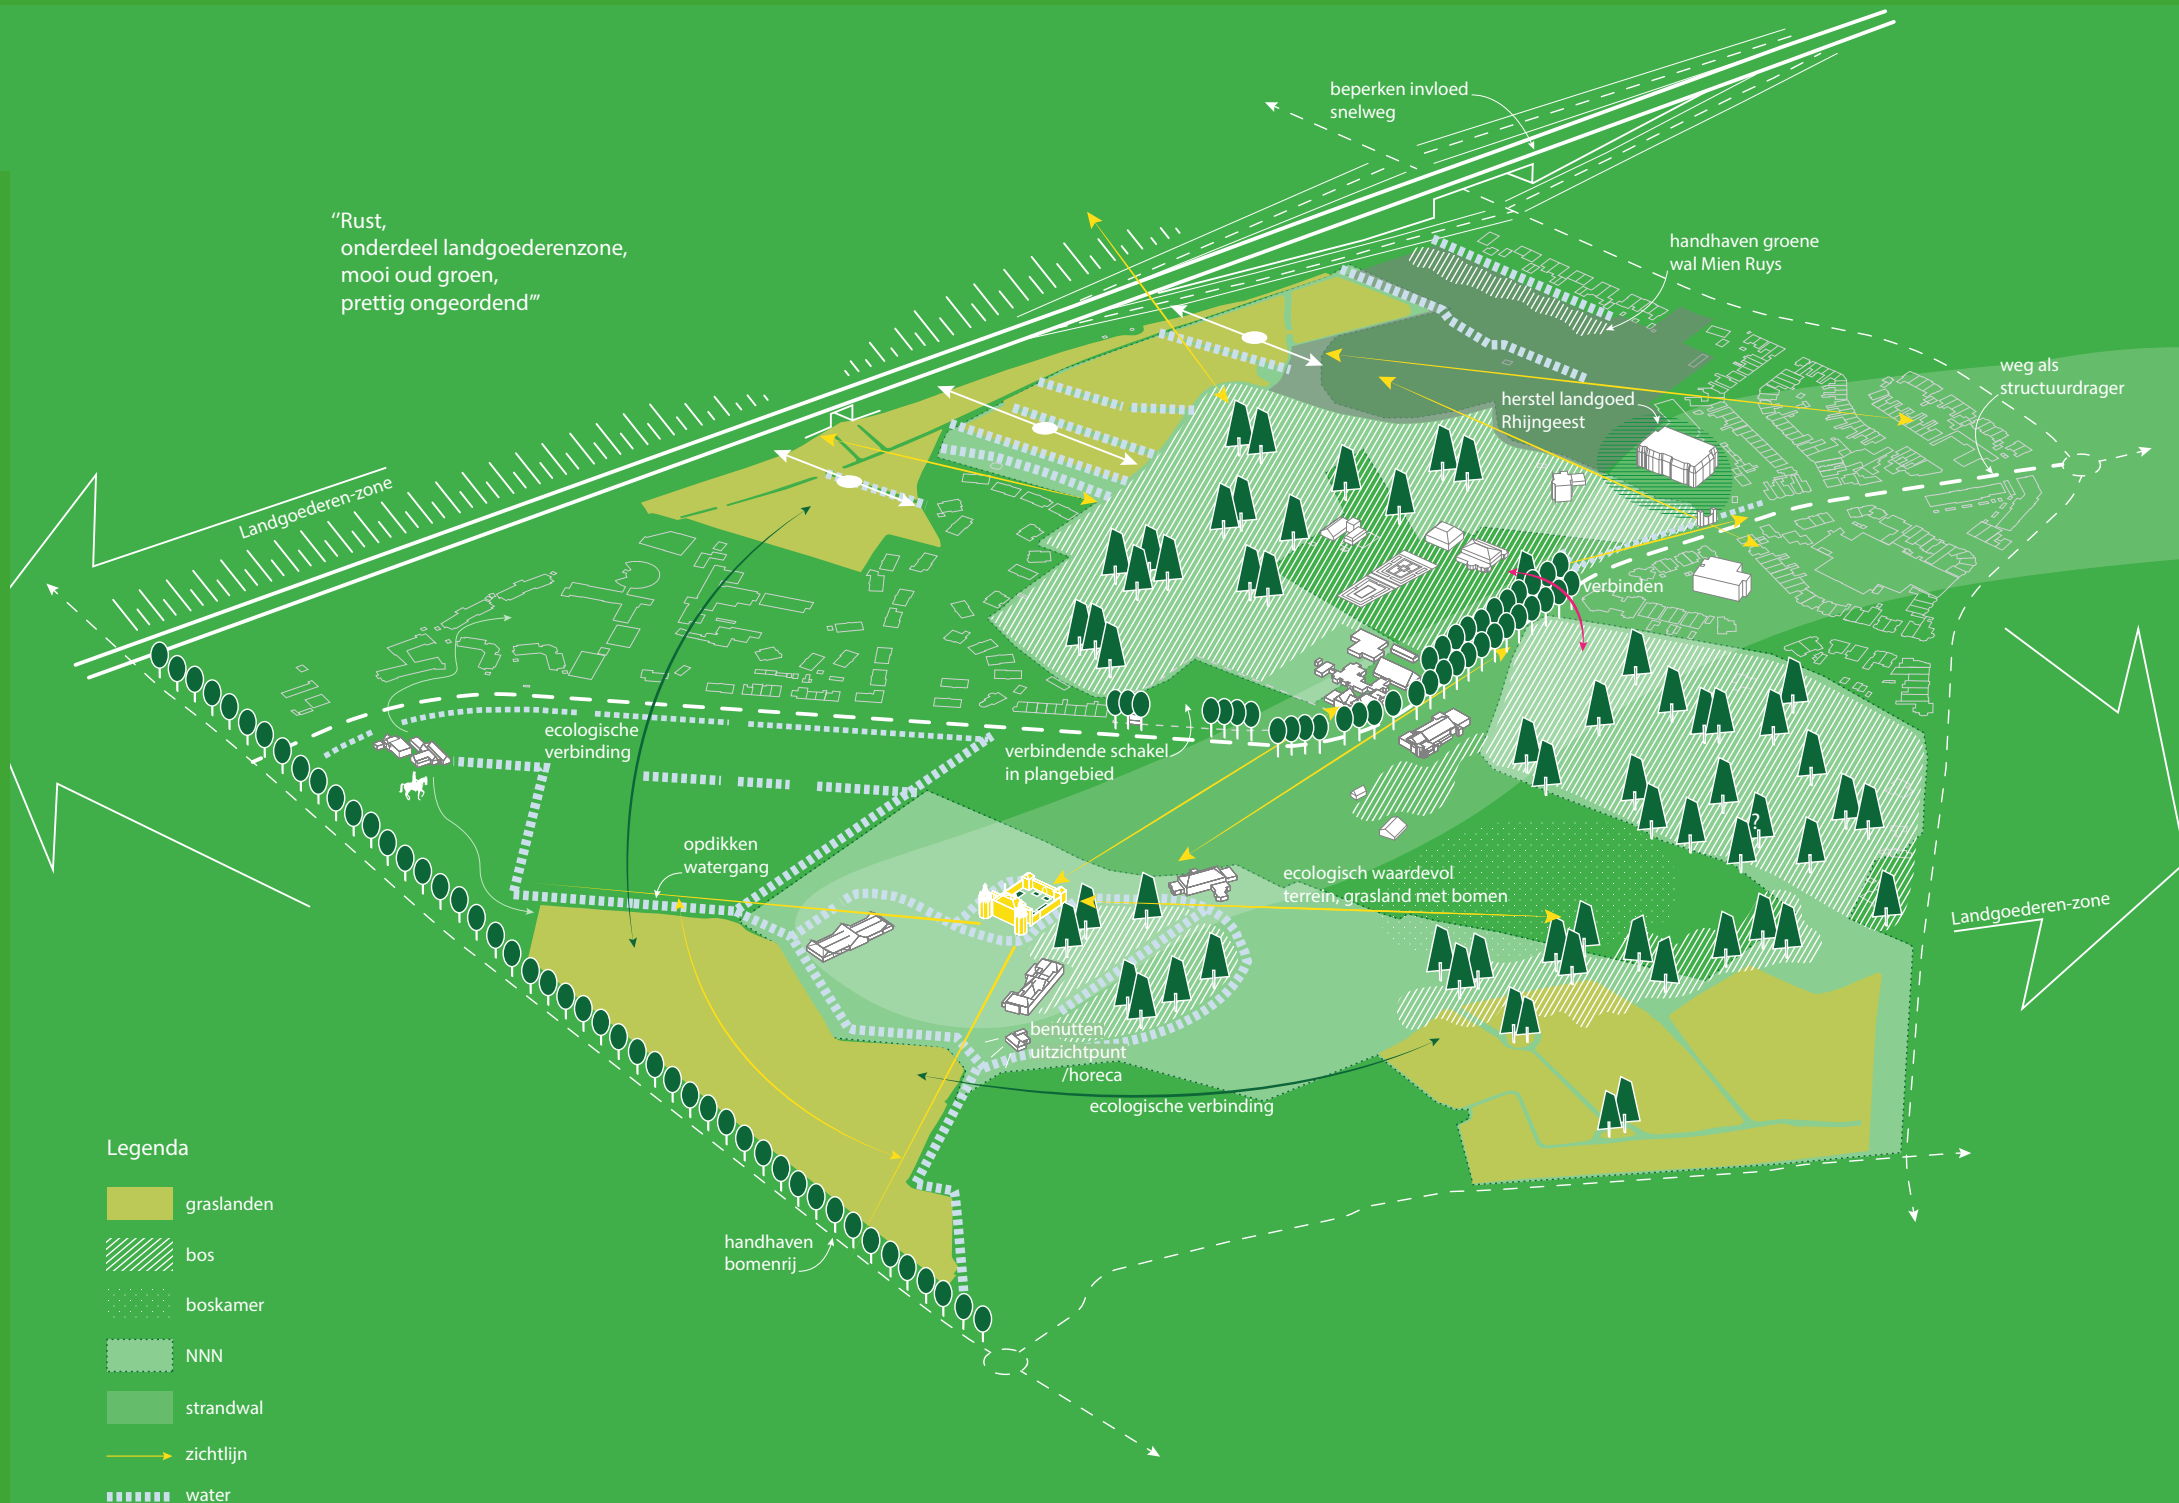 beperken invloed
snelweg
‘‘Rust,
onderdeel landgoederenzone,
mooi oud groen,
prettig ongeordend’’’
handhaven groene
wal Mien Ruys
weg als
structuurdrager
herstel landgoed
Rhijngeest
Landgoederen-zone
verbinden
ecologische
verbinding
verbindende schakel
in plangebied
opdikken
watergang
ecologisch waardevol
terrein, grasland met bomen
?
Landgoederen-zone
benutten
uitzichtpunt
/horeca
ecologische verbinding
handhaven
bomenrij
Legenda
graslanden
bos
boskamer
NNN
strandwal
zichtlijn
water